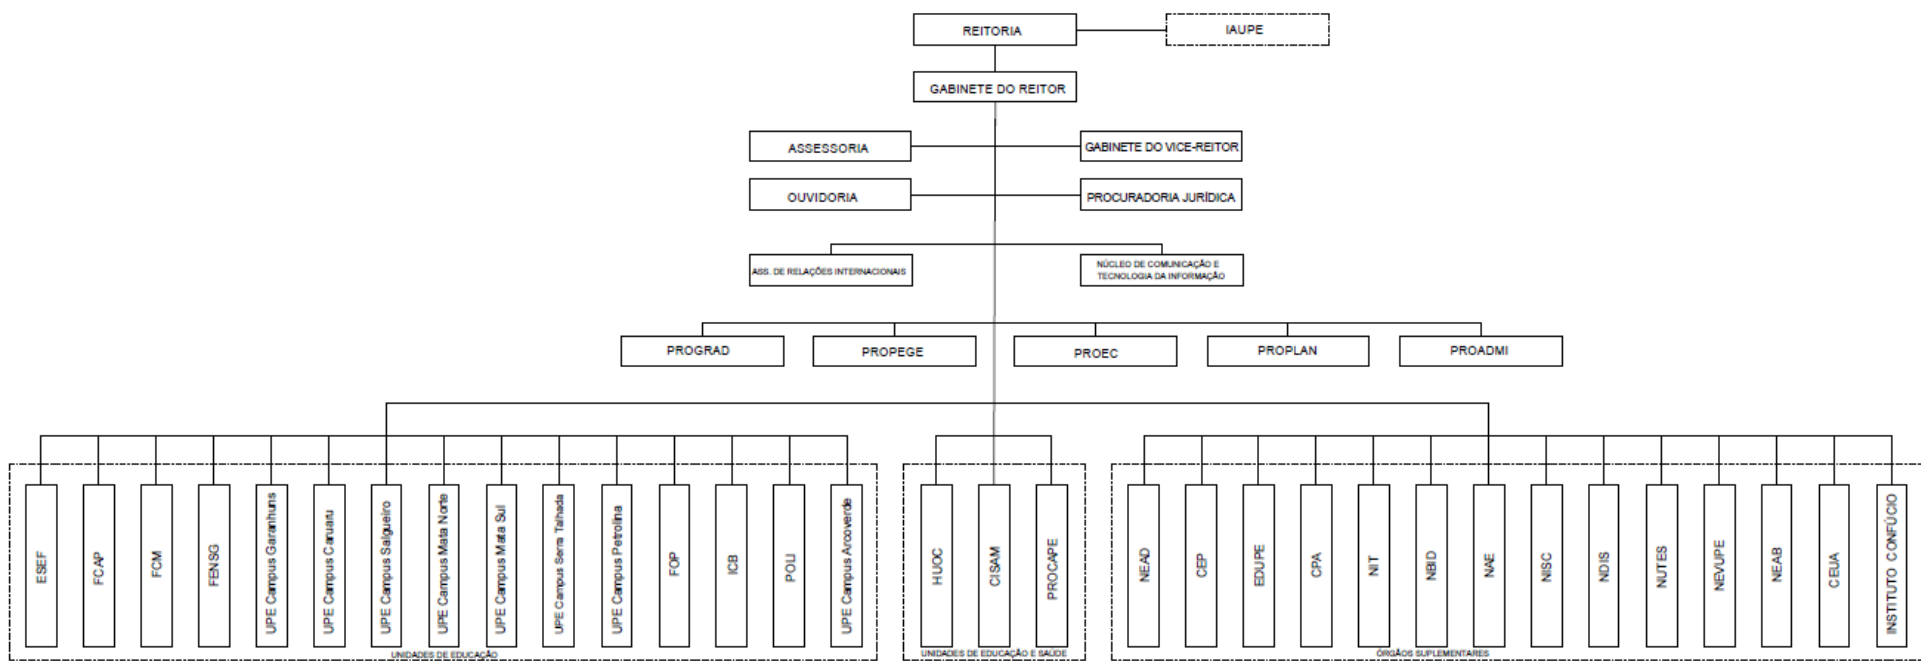 REITORIA
IAUPE
GABINETE DO REITOR
ASSESSORIA
GABINETE DO VICE-REITOR
OUVIDORIA
PROCURADORIA JURÍDICA
ASS. DE RELAÇÕES INTERNACIONAIS
NÚCLEO DE COMUNICAÇÃO E
TECNOLOGIA DA INFORMAÇÃO
PROGRAD
PROPEGE
PROEC
PROPLAN
PROADMI
ESEF
FCAP
FCM
FENSG
UPE Campus Garanhuns
UPE Campus Caruaru
UPE Campus Salgueiro
UPE Campus Mata Norte
UPE Campus Mata Sul
UPE Campus Serra Talhada
UPE Campus Petrolina
FOP
ICB
POLI
UPE Campus Arcoverde
UNIDADES DE EDUCAÇÃO
HUOC
CISAM
PROCAPE
UNIDADES DE EDUCAÇÃO E SAÚDE
NEAD
CEP
EDUPE
CPA
NIT
NBID
NAE
NISC
NDIS
NUTES
NEVUPE
NEAB
CEUA
INSTITUTO CONFÚCIO
ÓRGÃOS SUPLEMENTARES